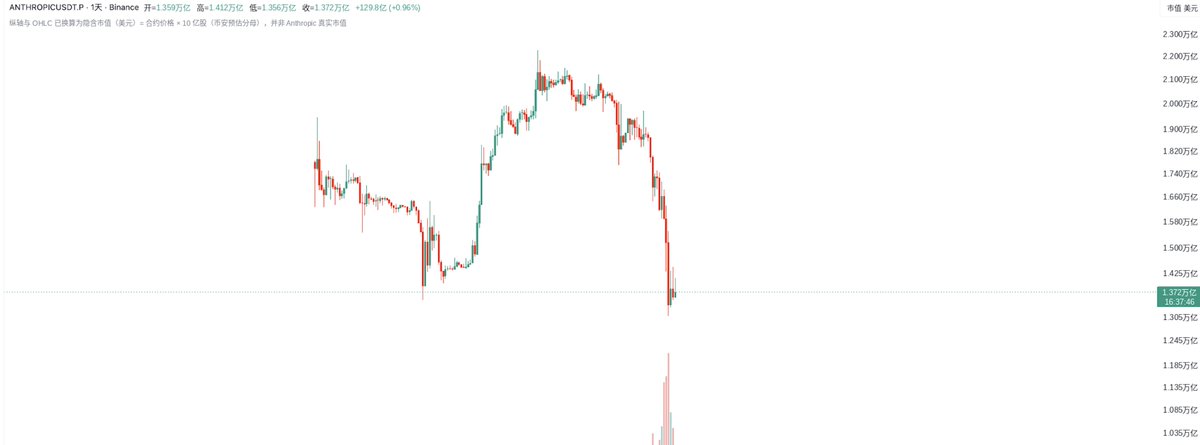 ANTHROPICUSDT.P · 1天 · Binance 开=1.359万亿 高=1.412万亿 低=1.356万亿 收=1.372万亿 +129.8亿 (+0.96%)
市值 美元
纵轴与 OHLC 已换算为隐含市值（美元）= 合约价格 × 10 亿股（币安预估分母），并非 Anthropic 真实市值
2.300万亿
2.200万亿
2.100万亿
2.000万亿
1.900万亿
1.820万亿
1.740万亿
1.660万亿
1.580万亿
1.500万亿
1.425万亿
1.372万亿
16:37:46
1.305万亿
1.245万亿
1.185万亿
1.135万亿
1.085万亿
1.035万亿